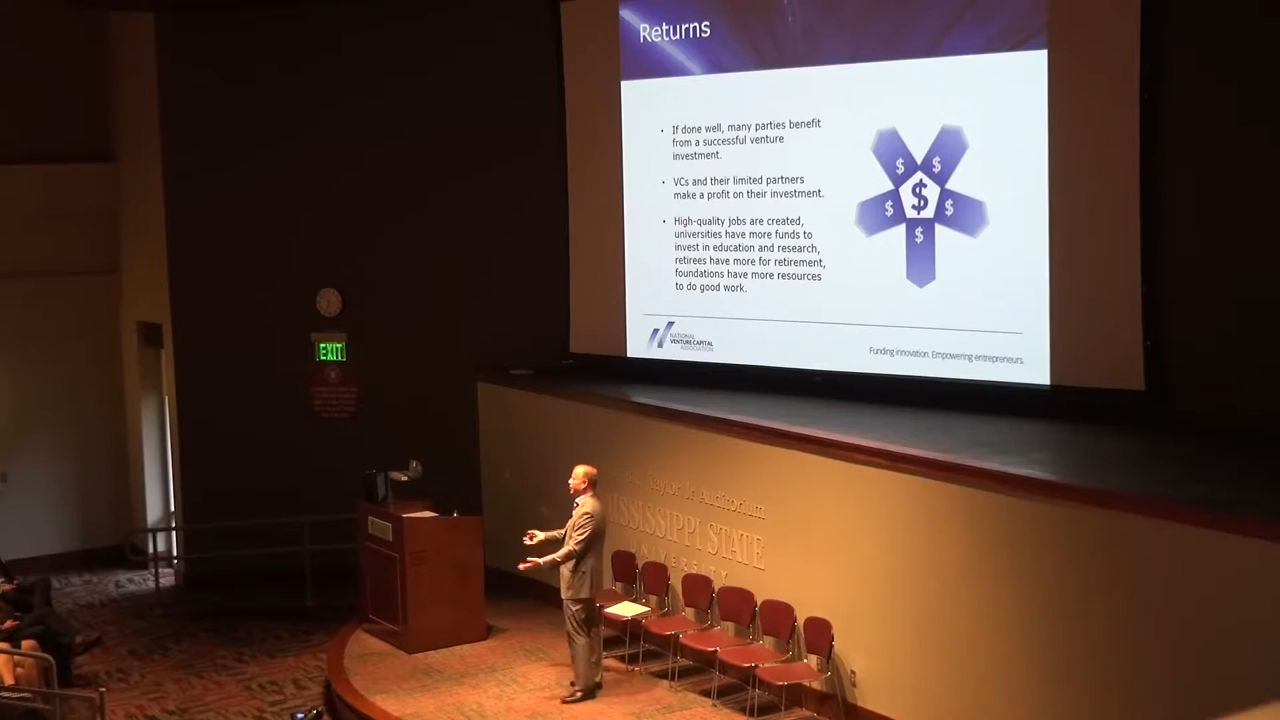 Returns
• If done well, many parties benefit
from a successful venture
investment.
• VCs and their limited partners
make a profit on their investment.
• High-quality jobs are created,
universities have more funds to
invest in education and research,
retirees have more for retirement,
foundations have more resources
to do good work.
$ $
$ $ $
$
NATIONAL
VENTURE CAPITAL
ASSOCIATION
Funding innovation. Empowering entrepreneurs.
EXIT
Taylor Jr Auditorium
MISSISSIPPI STATE
UNIVERSITY